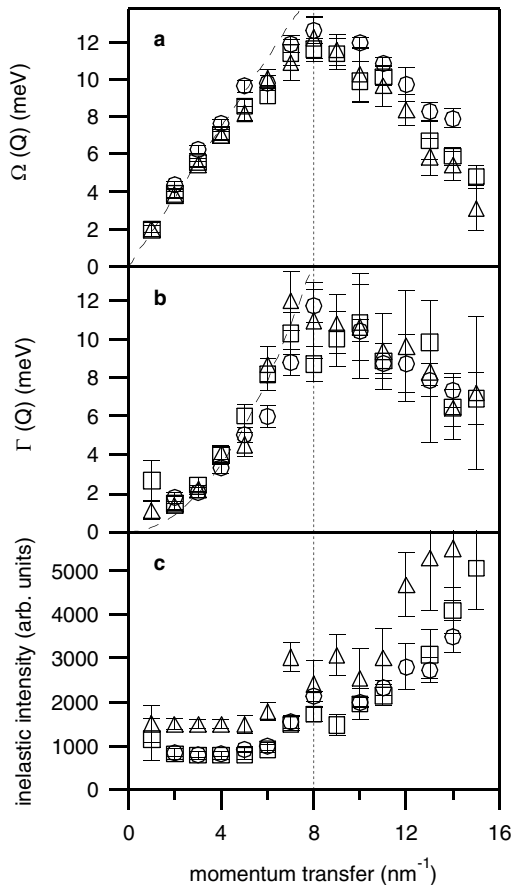 a
12
10
8
6
4
2
0
Ω (Q) (meV)
b
12
10
8
6
4
2
0
Γ (Q) (meV)
c
5000
4000
3000
2000
1000
0
inelastic intensity (arb. units)
0 4 8 12 16
momentum transfer (nm⁻¹)